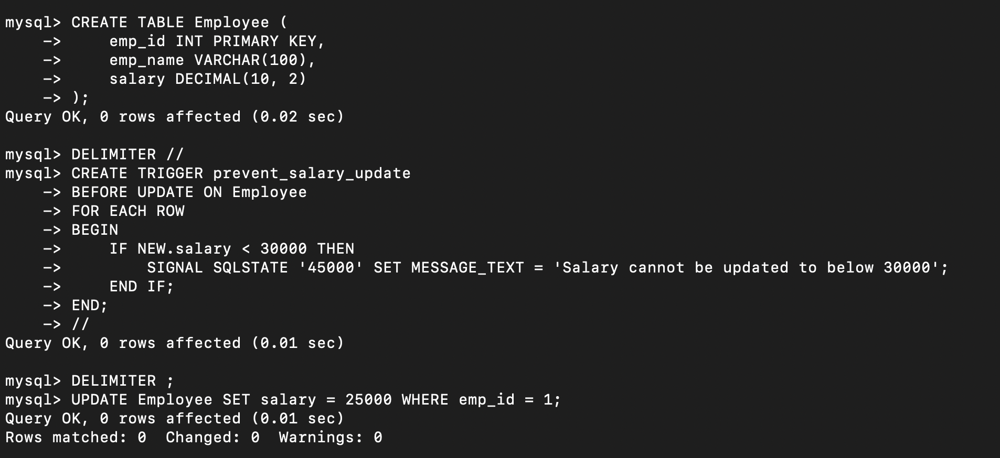 mysql> CREATE TABLE Employee (
    ->     emp_id INT PRIMARY KEY,
    ->     emp_name VARCHAR(100),
    ->     salary DECIMAL(10, 2)
    -> );
Query OK, 0 rows affected (0.02 sec)

mysql> DELIMITER //
mysql> CREATE TRIGGER prevent_salary_update
    -> BEFORE UPDATE ON Employee
    -> FOR EACH ROW
    -> BEGIN
    ->     IF NEW.salary < 30000 THEN
    ->         SIGNAL SQLSTATE '45000' SET MESSAGE_TEXT = 'Salary cannot be updated to below 30000';
    ->     END IF;
    -> END;
    -> //
Query OK, 0 rows affected (0.01 sec)

mysql> DELIMITER ;
mysql> UPDATE Employee SET salary = 25000 WHERE emp_id = 1;
Query OK, 0 rows affected (0.01 sec)
Rows matched: 0  Changed: 0  Warnings: 0